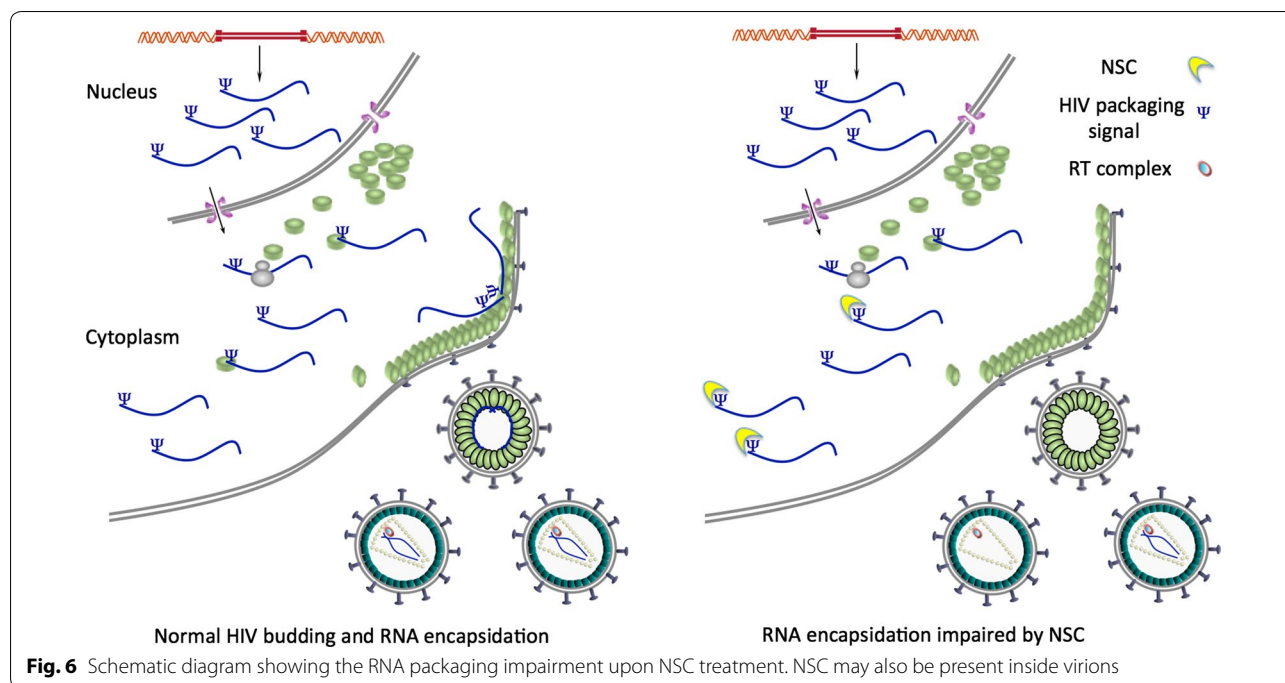 Nucleus
Ψ
Ψ
Ψ
Ψ
Ψ
Ψ
ΨΨ
Ψ
Cytoplasm
Ψ
Ψ
Ψ
Normal HIV budding and RNA encapsidation
NSC
HIV packaging
signal
Ψ
RT complex
Ψ
Ψ
Ψ
Ψ
Ψ
Ψ
Ψ
Ψ
Ψ
Ψ
RNA encapsidation impaired by NSC
Fig. 6 Schematic diagram showing the RNA packaging impairment upon NSC treatment. NSC may also be present inside virions